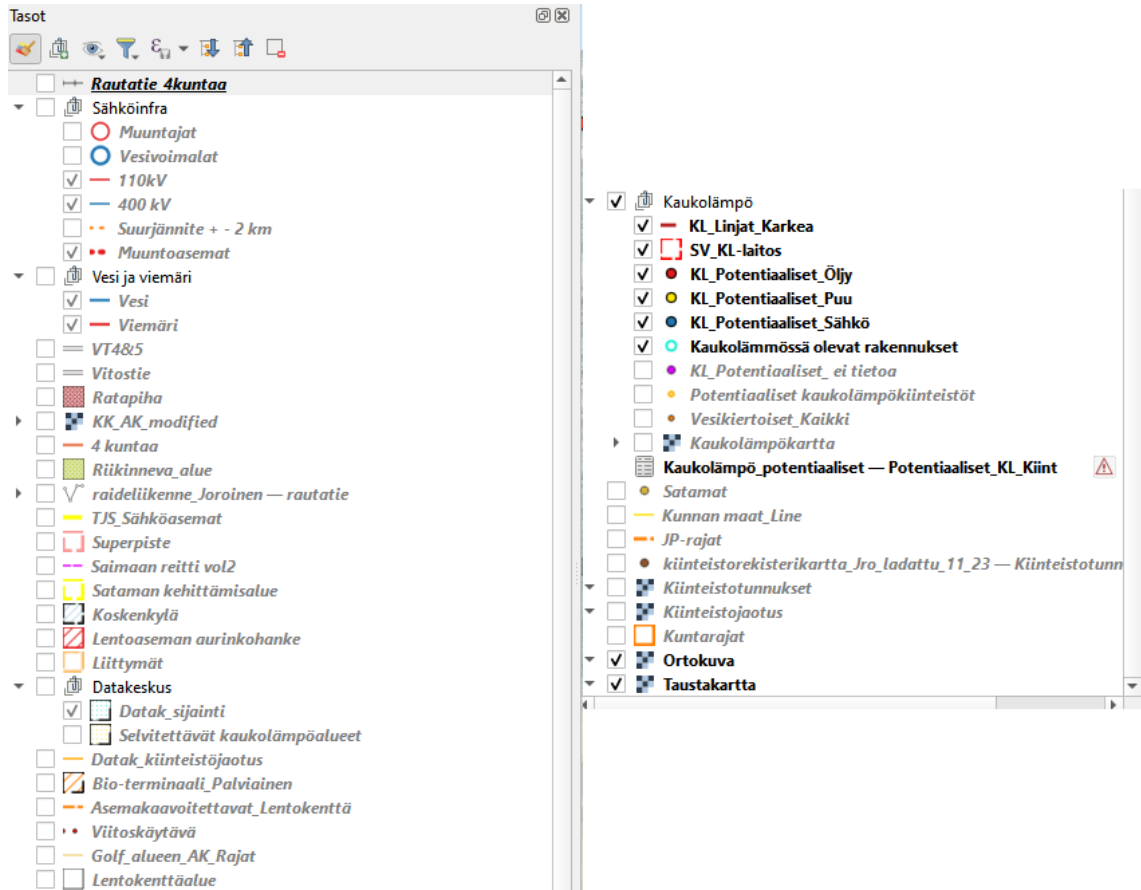 Tasot
Rautatie_4kuntaa
Sähköinfra
Muuntajat
Vesivoimalat
110kV
400 kV
Suurjännite + - 2 km
Muuntoasemat
Vesi ja viemäri
Vesi
Viemäri
VT4&5
Vitostie
Ratapiha
KK_AK_modified
4 kuntaa
Riikinneva_alue
raideliikenne_Joroinen — rautatie
TJS_Sähköasemat
Superpiste
Saimaan reitti vol2
Sataman kehittämisalue
Koskenkylä
Lentoaseman aurinkohanke
Liittymät
Datakeskus
Datak_sijainti
Selvitettävät kaukolämpöalueet
Datak_kiinteistöjaotus
Bio-terminaali_Palviainen
Asemakaavoitettavat_Lentokenttä
Viitoskäytävä
Golf_alueen_AK_Rajat
Lentokenttäalue
Kaukolämpö
KL_Linjat_Karkea
SV_KL-laitos
KL_Potentiaaliset_Öljy
KL_Potentiaaliset_Puu
KL_Potentiaaliset_Sähkö
Kaukolämmössä olevat rakennukset
KL_Potentiaaliset_ ei tietoa
Potentiaaliset kaukolämpökiinteistöt
Vesikiertoiset_Kaikki
Kaukolämpökartta
Kaukolämpö_potentiaaliset — Potentiaaliset_KL_Kiint
Satamat
Kunnan maat_Line
JP-rajat
kiinteistorekisterikartta_Jro_ladattu_11_23 — Kiinteistotunn
Kiinteistotunnukset
Kiinteistojaotus
Kuntarajat
Ortokuva
Taustakartta